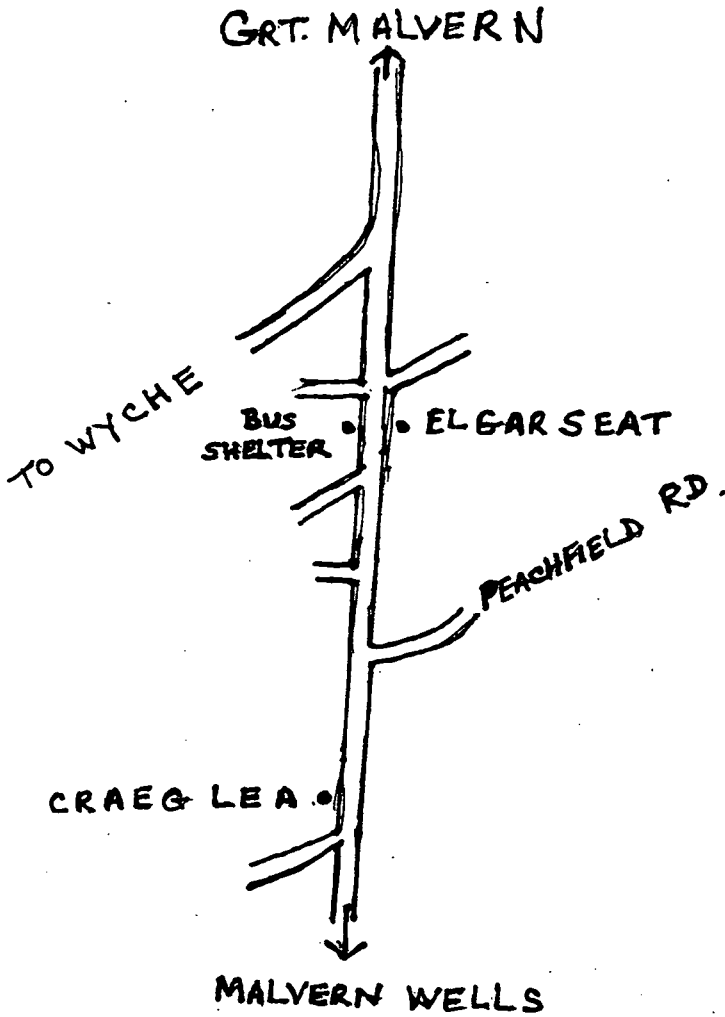 GRT. MALVERN
TO WYCHE
BUS
SHELTER
ELGAR SEAT
PEACHFIELD RD.
CRAEG LEA
MALVERN WELLS